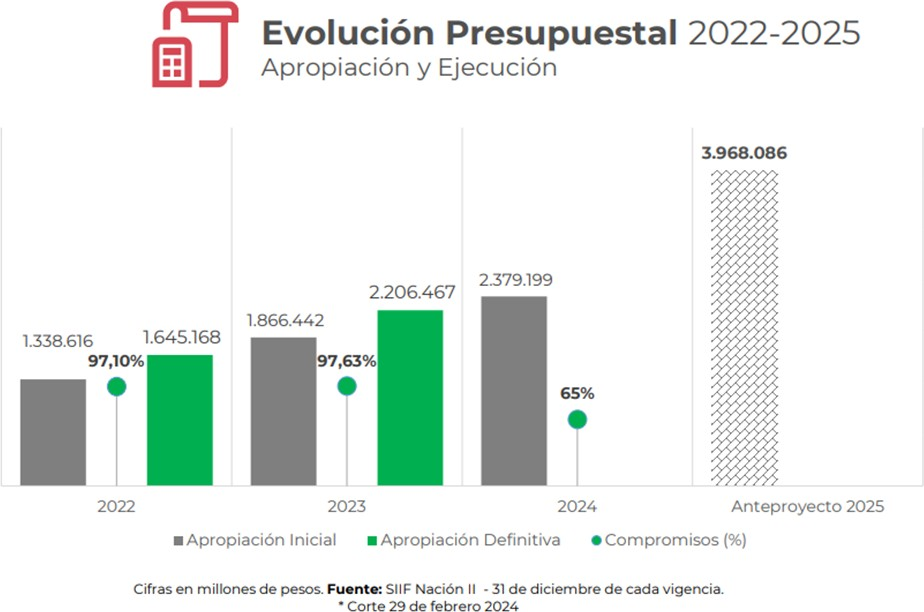 Evolución Presupuestal 2022-2025
Apropiación y Ejecución
3.968.086
2.379.199
2.206.467
1.866.442
1.645.168
1.338.616
97,10%
97,63%
65%
2022
2023
2024
Anteproyecto 2025
Apropiación Inicial
Apropiación Definitiva
Compromisos (%)
Cifras en millones de pesos. Fuente: SIIF Nación II - 31 de diciembre de cada vigencia.
* Corte 29 de febrero 2024